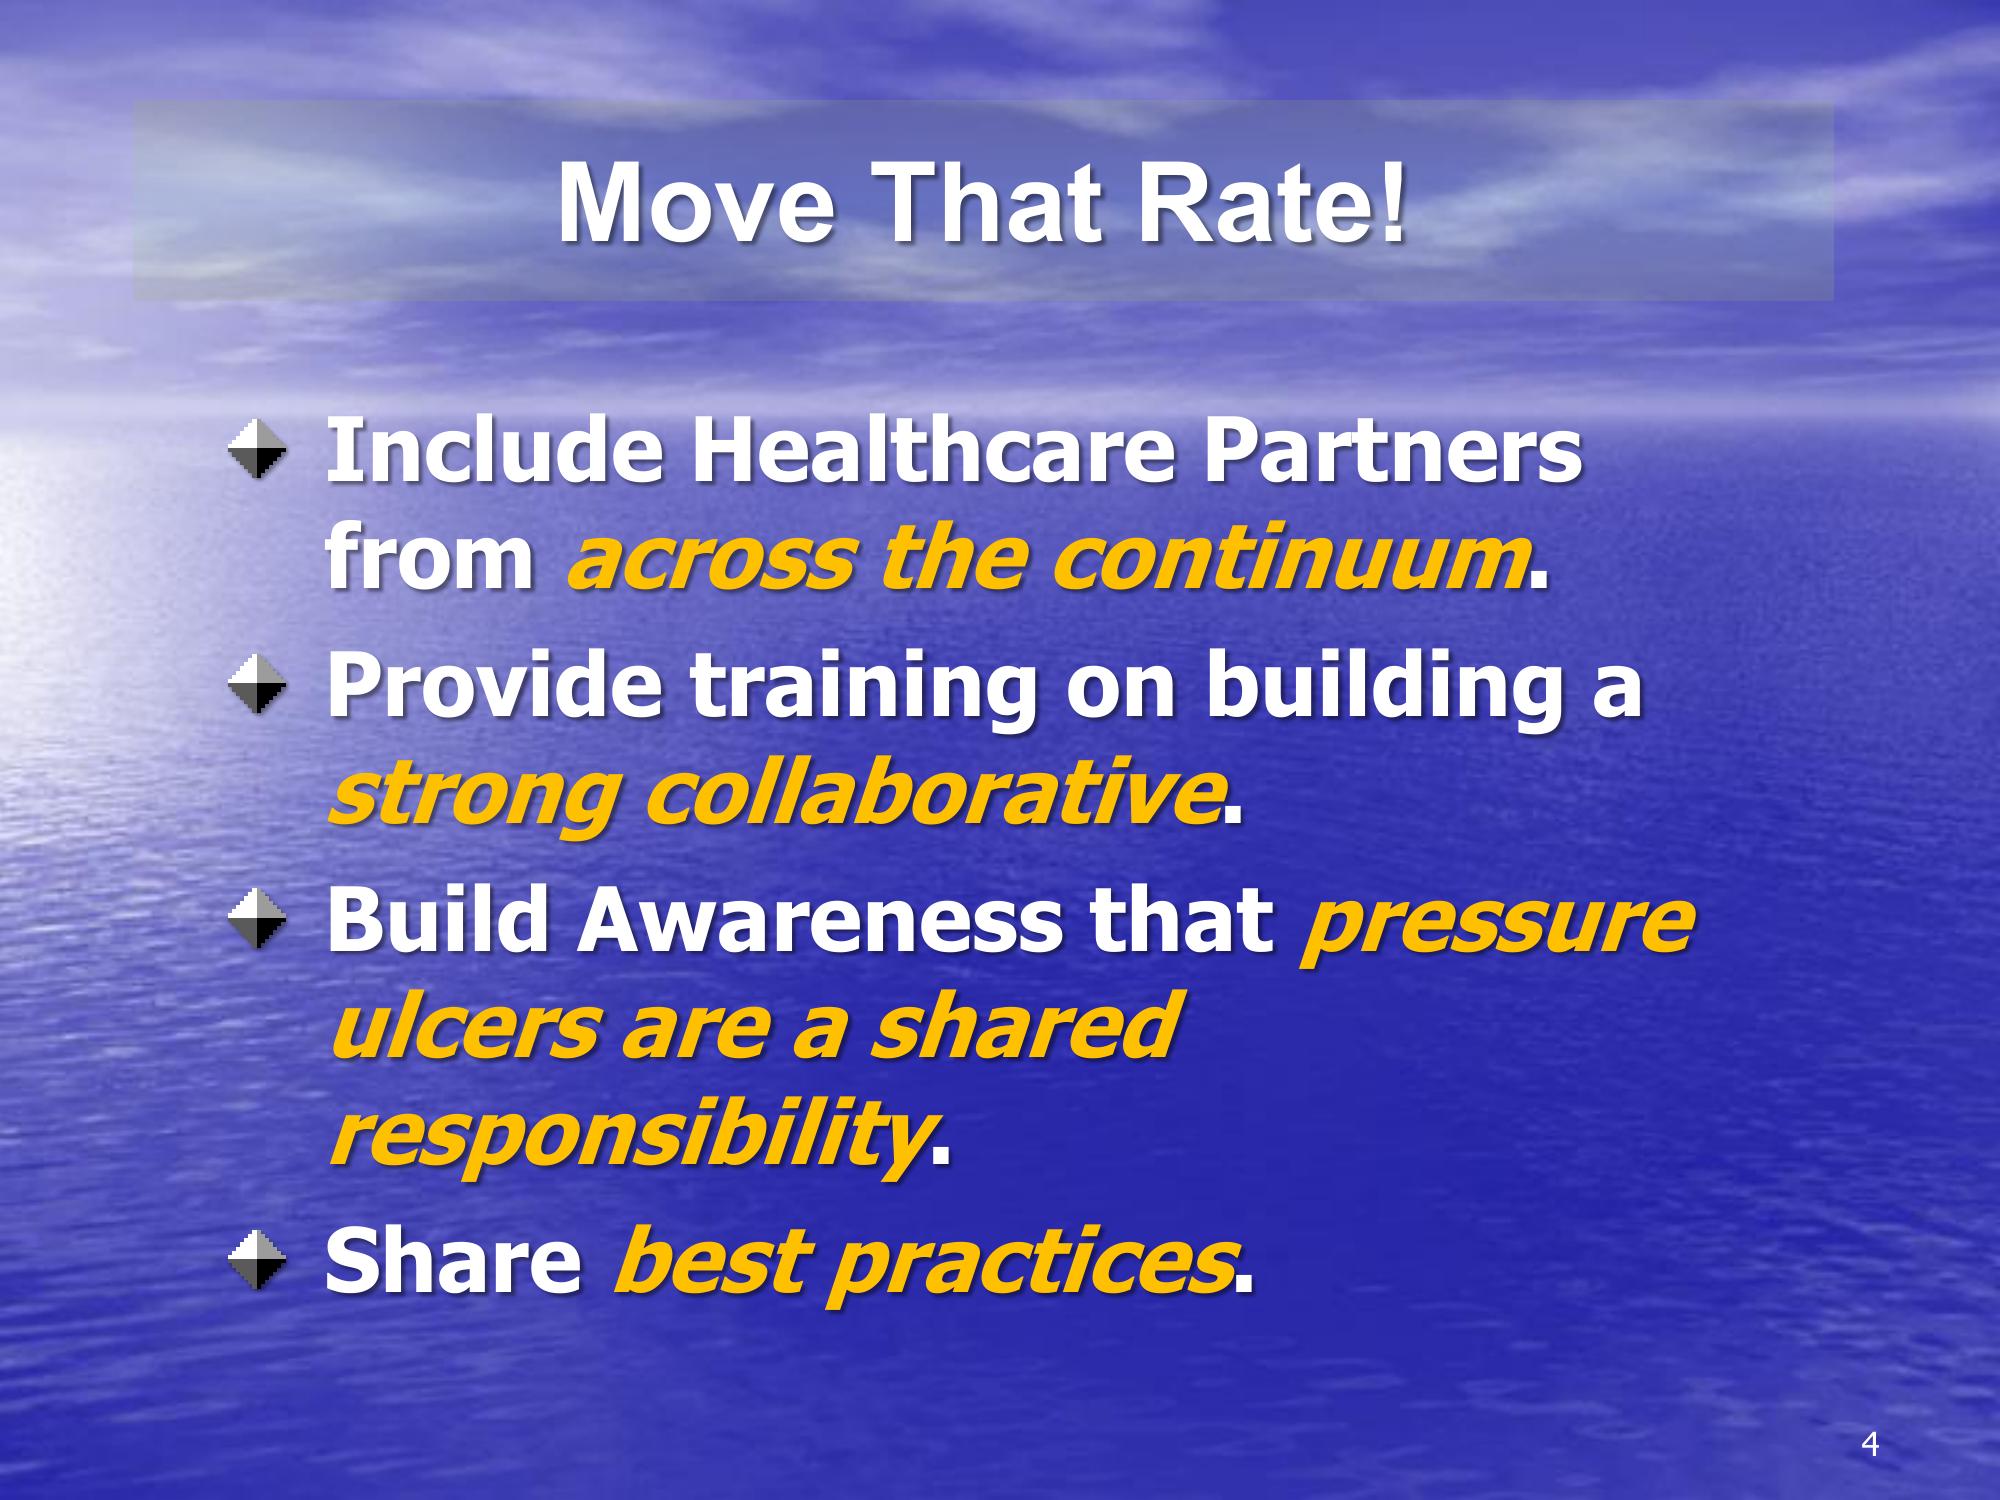 Move That Rate!
Include Healthcare Partners
from across the continuum.
Provide training on building a
strong collaborative.
Build Awareness that pressure
ulcers are a shared
responsibility.
Share best practices.
4